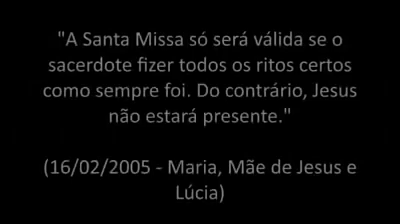 "A Santa Missa só será válida se o
sacerdote fizer todos os ritos certos
como sempre foi. Do contrário, Jesus
não estará presente."
(16/02/2005 - Maria, Mãe de Jesus e
Lúcia)